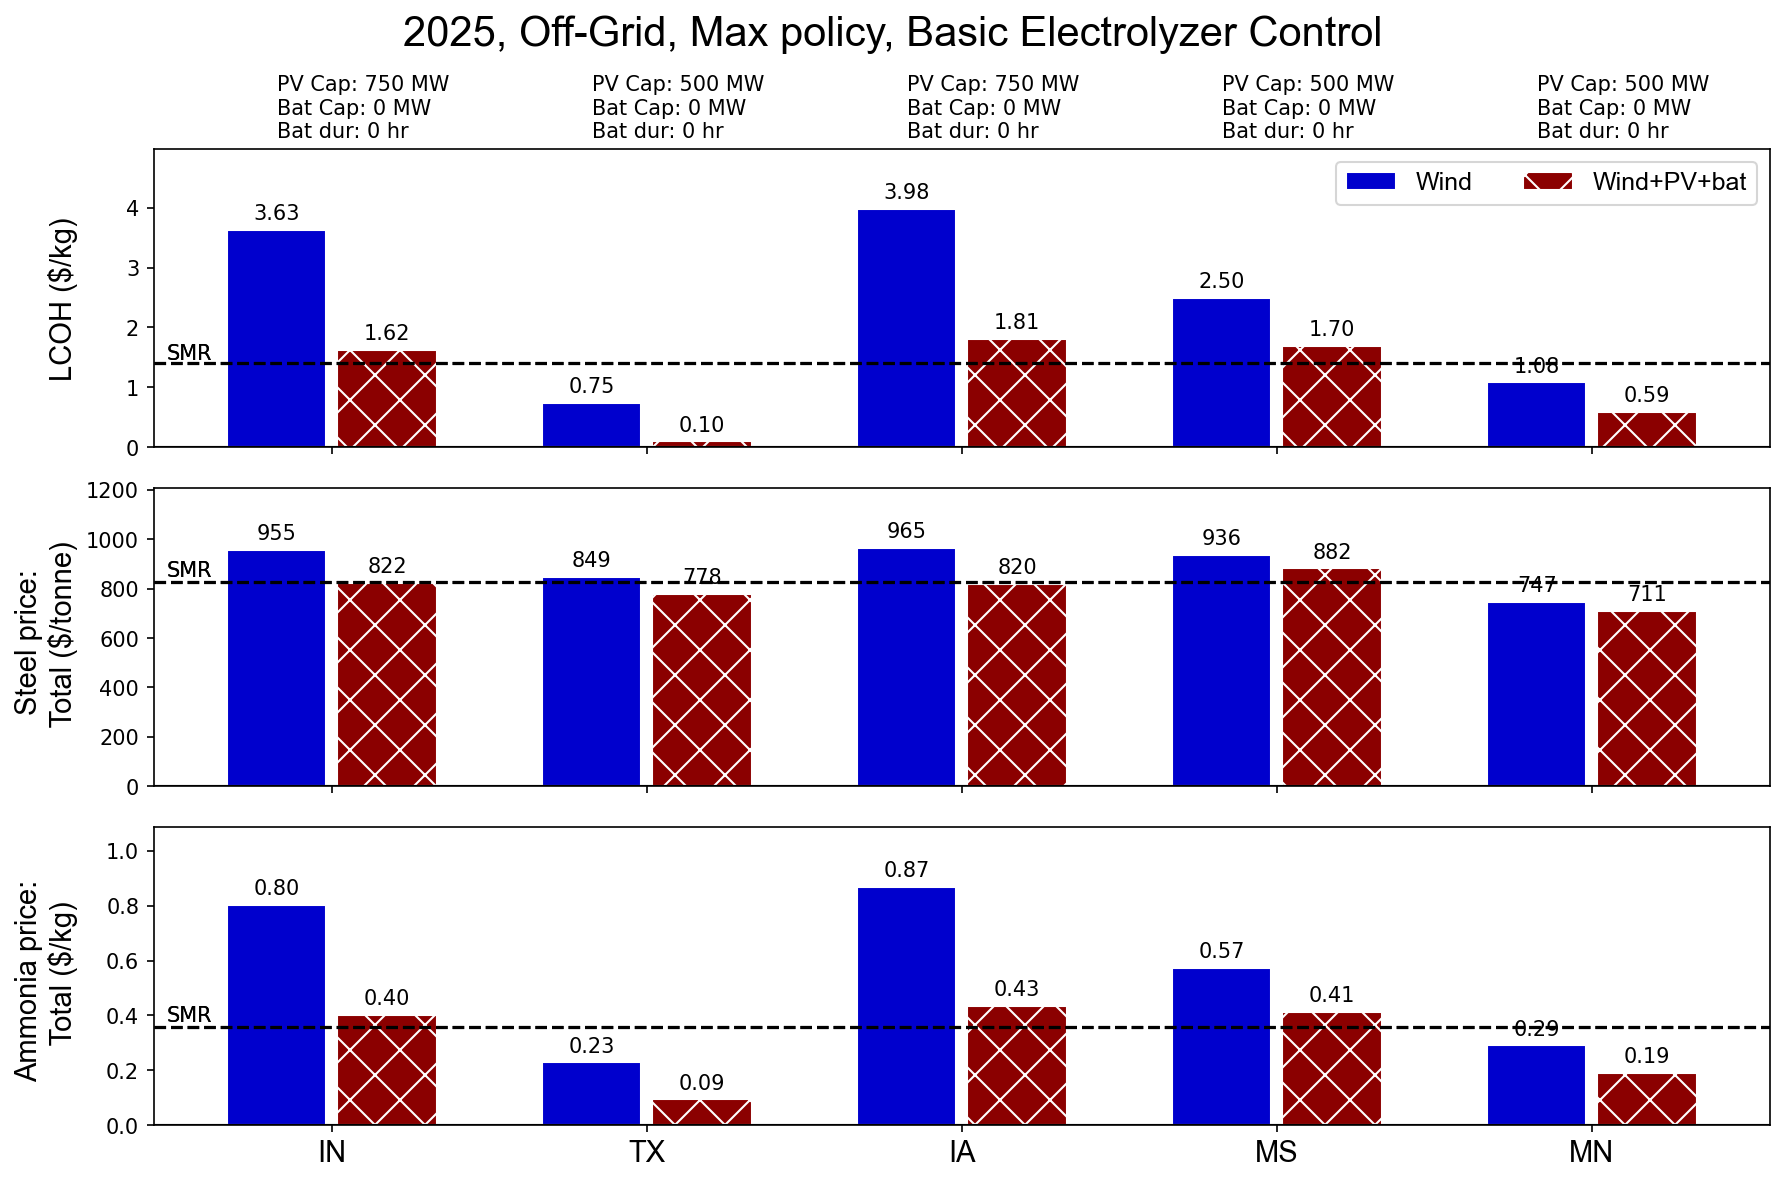 2025, Off-Grid, Max policy, Basic Electrolyzer Control
PV Cap: 750 MW
Bat Cap: 0 MW
Bat dur: 0 hr
PV Cap: 500 MW
Bat Cap: 0 MW
Bat dur: 0 hr
PV Cap: 750 MW
Bat Cap: 0 MW
Bat dur: 0 hr
PV Cap: 500 MW
Bat Cap: 0 MW
Bat dur: 0 hr
PV Cap: 500 MW
Bat Cap: 0 MW
Bat dur: 0 hr
Wind
Wind+PV+bat
LCOH ($/kg)
4
3
2
1
0
SMR
3.63
1.62
0.75
0.10
3.98
1.81
2.50
1.70
1.08
0.59
Steel price:
Total ($/tonne)
1200
1000
800
600
400
200
0
SMR
955
822
849
778
965
820
936
882
747
711
Ammonia price:
Total ($/kg)
1.0
0.8
0.6
0.4
0.2
0.0
SMR
0.80
0.40
0.23
0.09
0.87
0.43
0.57
0.41
0.29
0.19
IN
TX
IA
MS
MN